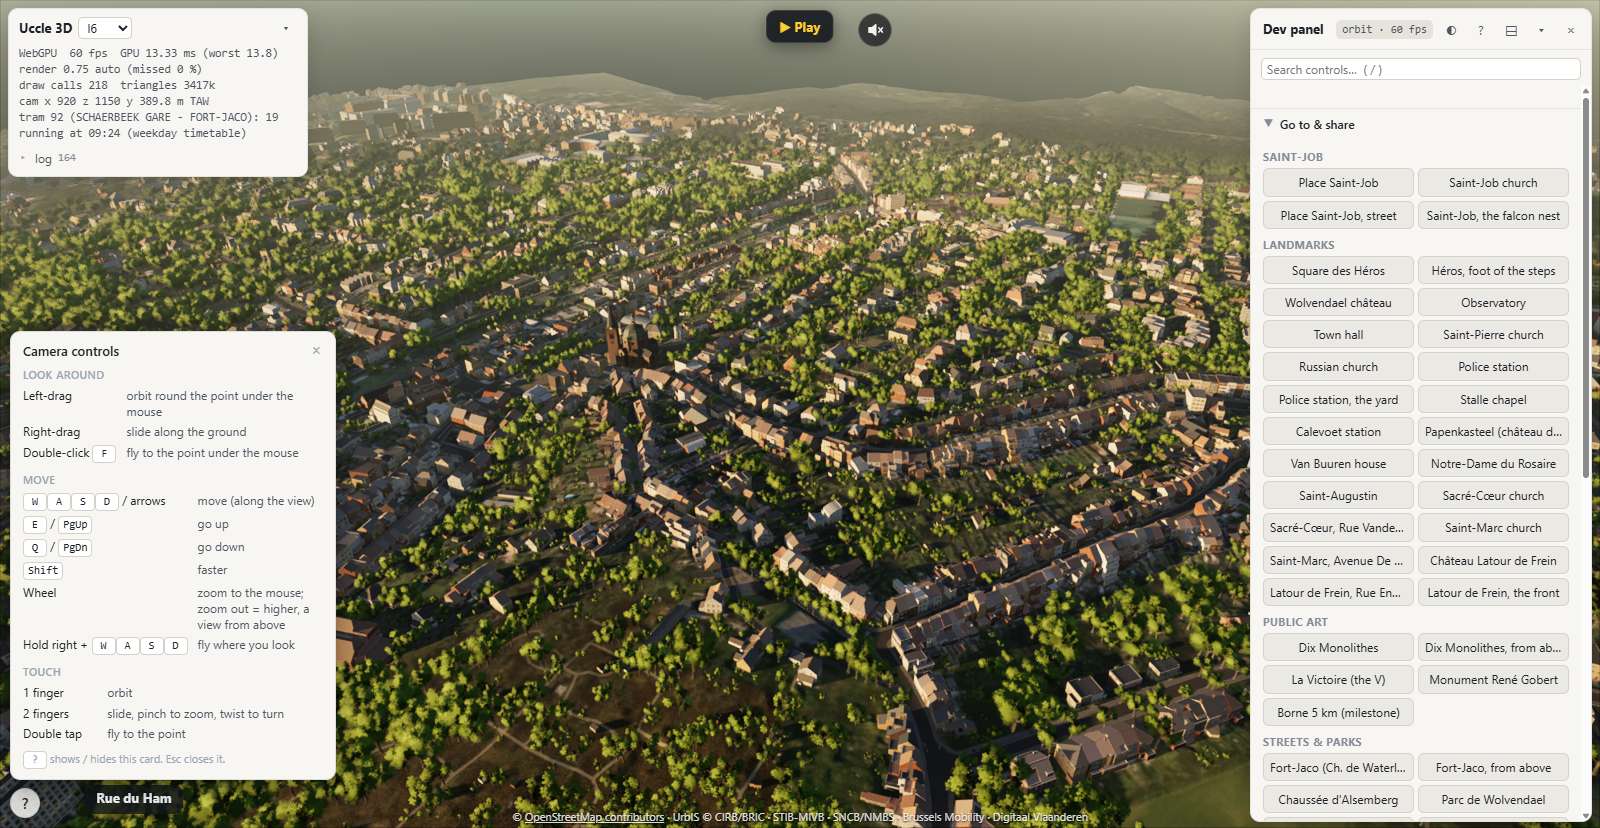 Uccle 3D l6
WebGPU 60 fps GPU 13.33 ms (worst 13.8)
render 0.75 auto (missed 0 %)
draw calls 218 triangles 3417k
cam x 920 z 1150 y 389.8 m TAW
tram 92 (SCHAERBEEK GARE - FORT-JACO): 19
running at 09:24 (weekday timetable)
log 164
Play
Camera controls ×
LOOK AROUND
Left-drag orbit round the point under the
mouse
Right-drag slide along the ground
Double-click F fly to the point under the mouse
MOVE
W A S D / arrows move (along the view)
E / PgUp go up
Q / PgDn go down
Shift faster
Wheel zoom to the mouse;
zoom out = higher, a
view from above
Hold right + W A S D fly where you look
TOUCH
1 finger orbit
2 fingers slide, pinch to zoom, twist to turn
Double tap fly to the point
? shows / hides this card. Esc closes it.
? Rue du Ham
© OpenStreetMap contributors · UrbIS © CIRB/BRIC · STIB-MIVB · SNCB/NMBS · Brussels Mobility · Digitaal Vlaanderen
Dev panel orbit · 60 fps ? ×
Search controls... (/)
Go to & share
SAINT-JOB
Place Saint-Job Saint-Job church
Place Saint-Job, street Saint-Job, the falcon nest
LANDMARKS
Square des Héros Héros, foot of the steps
Wolvendael château Observatory
Town hall Saint-Pierre church
Russian church Police station
Police station, the yard Stalle chapel
Calevoet station Papenkasteel (château d...
Van Buuren house Notre-Dame du Rosaire
Saint-Augustin Sacré-Cœur church
Sacré-Cœur, Rue Vande... Saint-Marc church
Saint-Marc, Avenue De ... Château Latour de Frein
Latour de Frein, Rue En... Latour de Frein, the front
PUBLIC ART
Dix Monolithes Dix Monolithes, from ab...
La Victoire (the V) Monument René Gobert
Borne 5 km (milestone)
STREETS & PARKS
Fort-Jaco (Ch. de Waterl... Fort-Jaco, from above
Chaussée d'Alsemberg Parc de Wolvendael